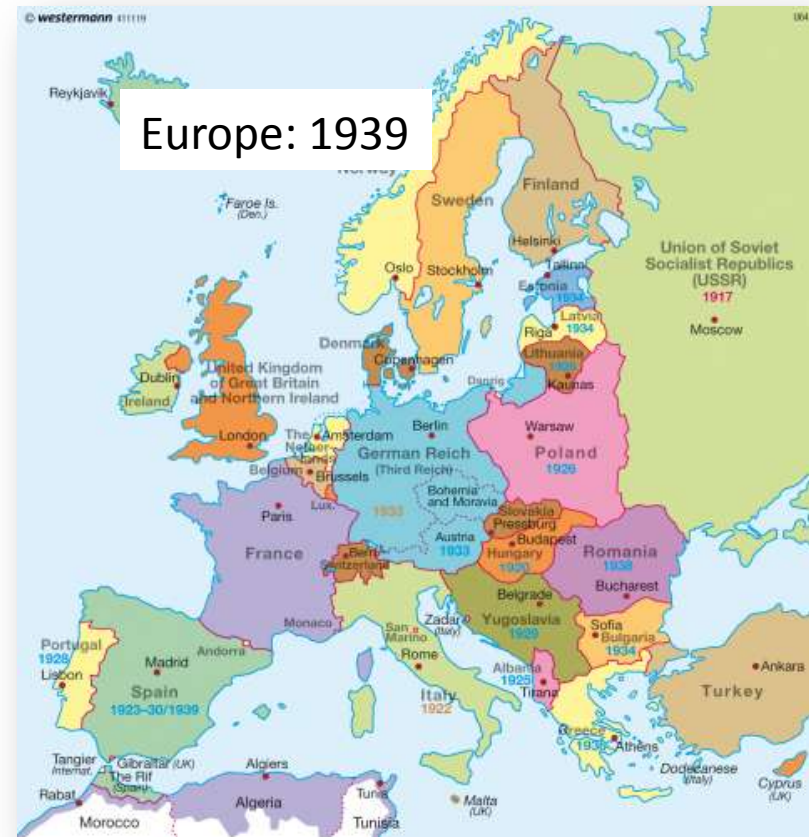 © westermann 411119
Reykjavik
Europe: 1939
Norway
Faroe Is.
(Den.)
Sweden
Finland
Helsinki
Oslo
Stockholm
Tallinn
Estonia
1934
Union of Soviet
Socialist Republics
(USSR)
1917
Moscow
Riga
Latvia
1934
Lithuania
Kaunas
Denmark
Copenhagen
Danzig
Dublin
Ireland
United Kingdom
of Great Britain
and Northern Ireland
London
The
Nether-
lands
Amsterdam
Belgium
Brussels
Lux.
Berlin
German Reich
(Third Reich)
1933
Bohemia
and Moravia
Warsaw
Poland
1926
Slovakia
Pressburg
Austria
1933
Budapest
Hungary
1920
Paris
France
Bern
Switzerland
Romania
1938
Bucharest
Belgrade
Yugoslavia
1929
Sofia
Bulgaria
1934
Monaco
San
Marino
Zadar
(Italy)
Andorra
Rome
Italy
1922
Albania
1925
Tirana
Portugal
1928
Lisbon
Madrid
Spain
1923–30/1939
Greece
Athens
Ankara
Turkey
Dodecanese
(Italy)
Cyprus
(UK)
Tangier
(Internat.)
Gibraltar (UK)
The Rif
(Spain)
Rabat
Morocco
Algiers
Algeria
Tunis
Tunisia
Malta
(UK)